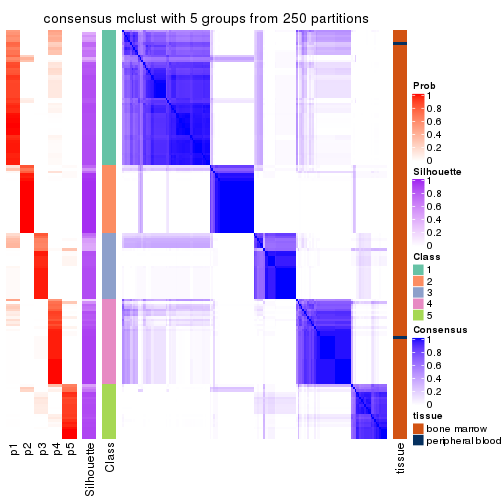 consensus mclust with 5 groups from 250 partitions
Prob
1
0.8
0.6
0.4
0.2
0
Silhouette
1
0.8
0.6
0.4
0.2
0
Class
1
2
3
4
5
Consensus
1
0.8
0.6
0.4
0.2
0
tissue
bone marrow
peripheral blood
p1
p2
p3
p4
p5
Silhouette
Class
tissue